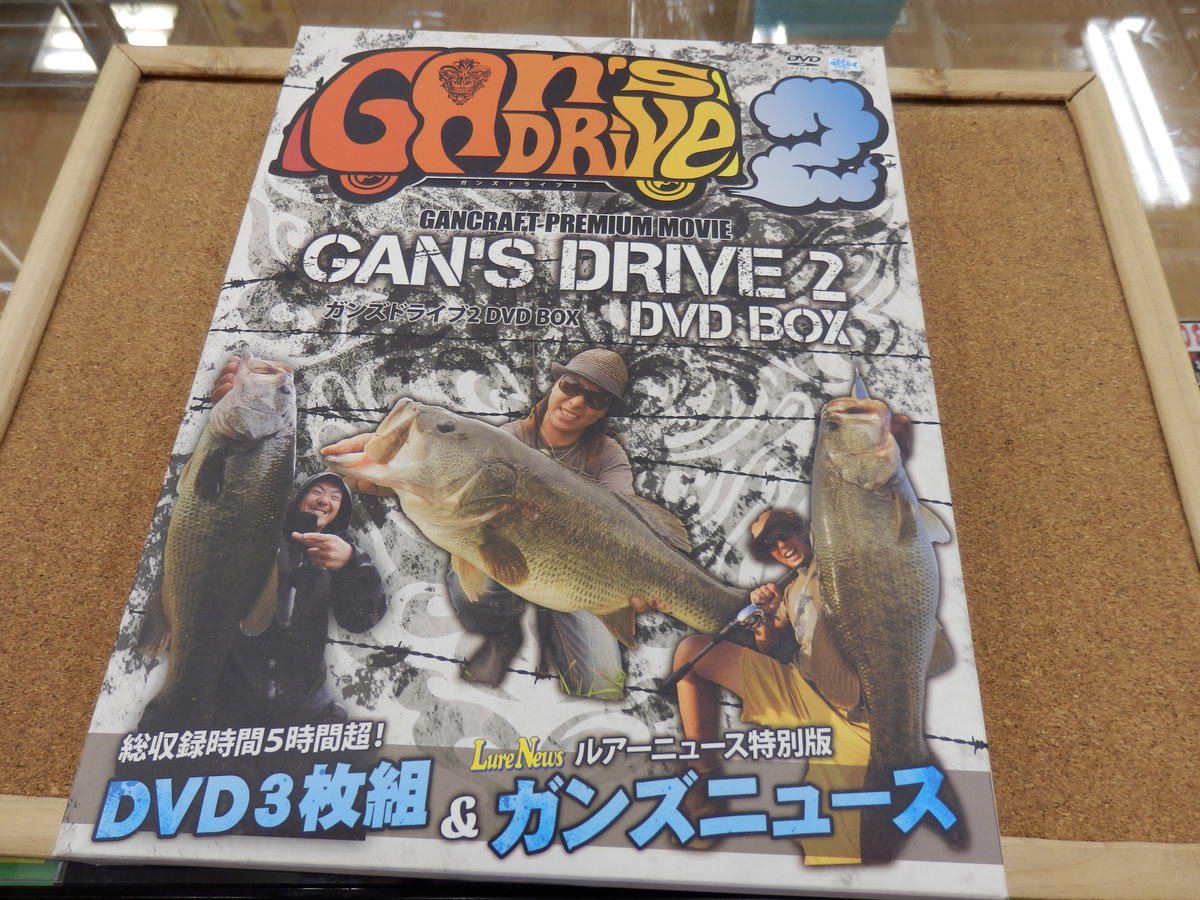 DVD
VIDEO
GAN'S
DRIVE
2
ガンズドライブ2
GANCRAFT PREMIUM MOVIE
GAN'S DRIVE 2
ガンズドライブ2 DVD BOX
DVD BOX
総収録時間5時間超!
Lure News ルアーニュース特別版
DVD3枚組 & ガンズニュース